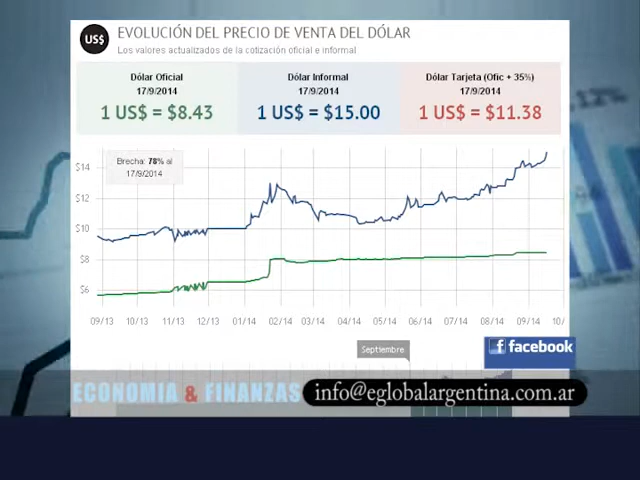 US$
EVOLUCIÓN DEL PRECIO DE VENTA DEL DÓLAR
Los valores actualizados de la cotización oficial e informal
Dólar Oficial
17/9/2014
1 US$ = $8.43
Dólar Informal
17/9/2014
1 US$ = $15.00
Dólar Tarjeta (Ofic + 35%)
17/9/2014
1 US$ = $11.38
Brecha: 78% al
17/9/2014
$14
$12
$10
$8
$6
09/13 10/13 11/13 12/13 01/14 02/14 03/14 04/14 05/14 06/14 07/14 08/14 09/14 10/
Septiembre
f facebook
ECONOMIA & FINANZAS
info@eglobalargentina.com.ar